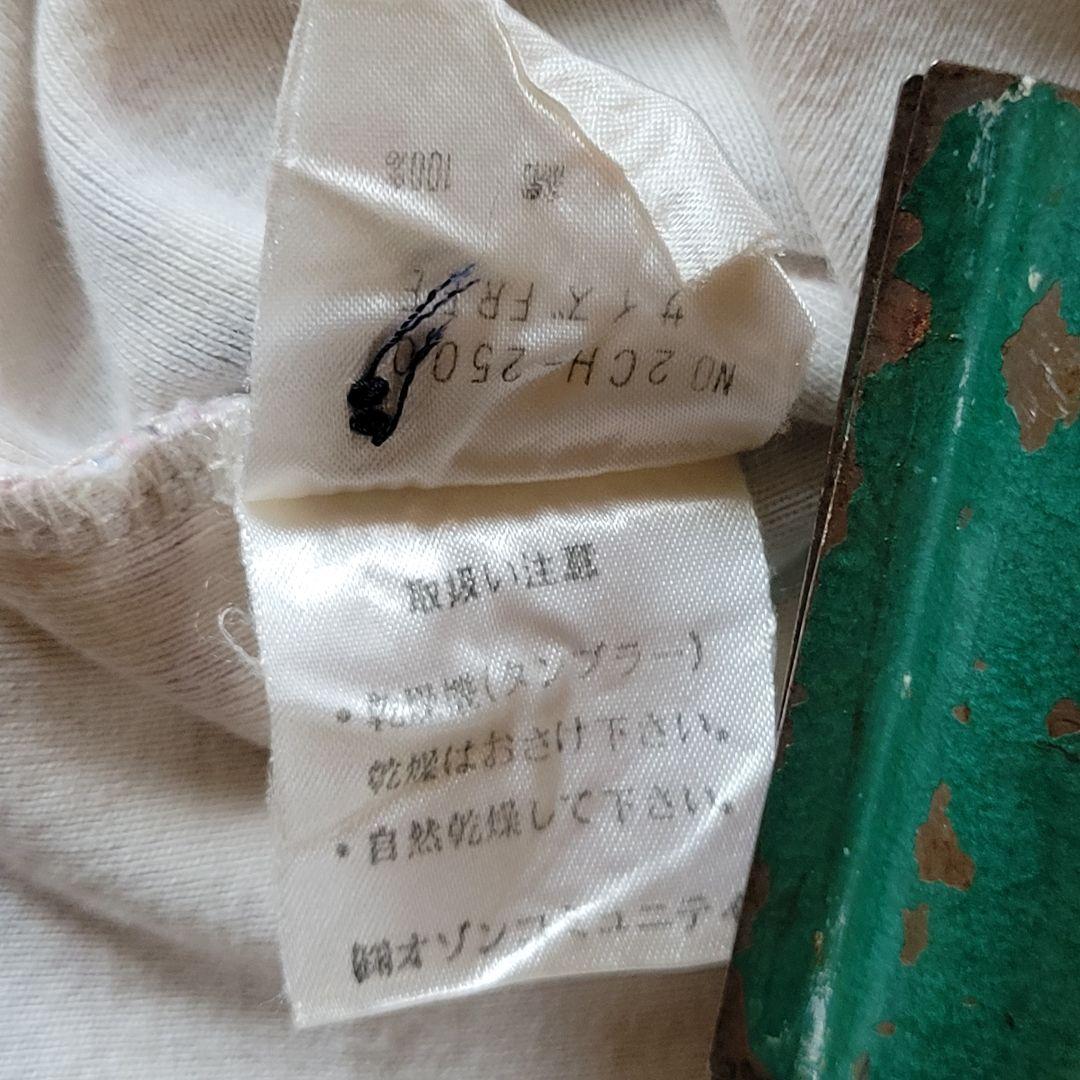 NO 2CH-250
サイズ FREE
綿 100%
取扱い注意
・乾燥機(タンブラー)
乾燥はおさけ下さい。
・自然乾燥して下さい。
㈱オゾンコミュニティ